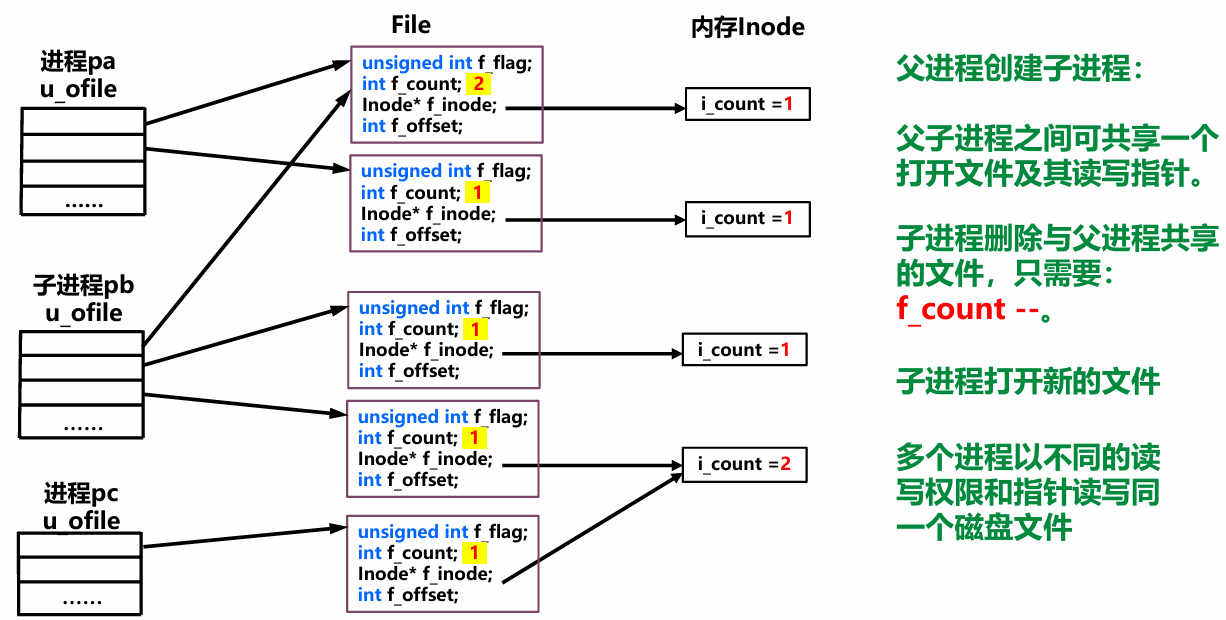 File
内存Inode
进程pa
u_ofile
......
unsigned int f_flag;
int f_count; 2
Inode* f_inode;
int f_offset;
i_count =1
unsigned int f_flag;
int f_count; 1
Inode* f_inode;
int f_offset;
i_count =1
子进程pb
u_ofile
......
unsigned int f_flag;
int f_count; 1
Inode* f_inode;
int f_offset;
i_count =1
unsigned int f_flag;
int f_count; 1
Inode* f_inode;
int f_offset;
i_count =2
进程pc
u_ofile
......
unsigned int f_flag;
int f_count; 1
Inode* f_inode;
int f_offset;
父进程创建子进程：
父子进程之间可共享一个
打开文件及其读写指针。
子进程删除与父进程共享
的文件，只需要：
f_count --。
子进程打开新的文件
多个进程以不同的读
写权限和指针读写同
一个磁盘文件